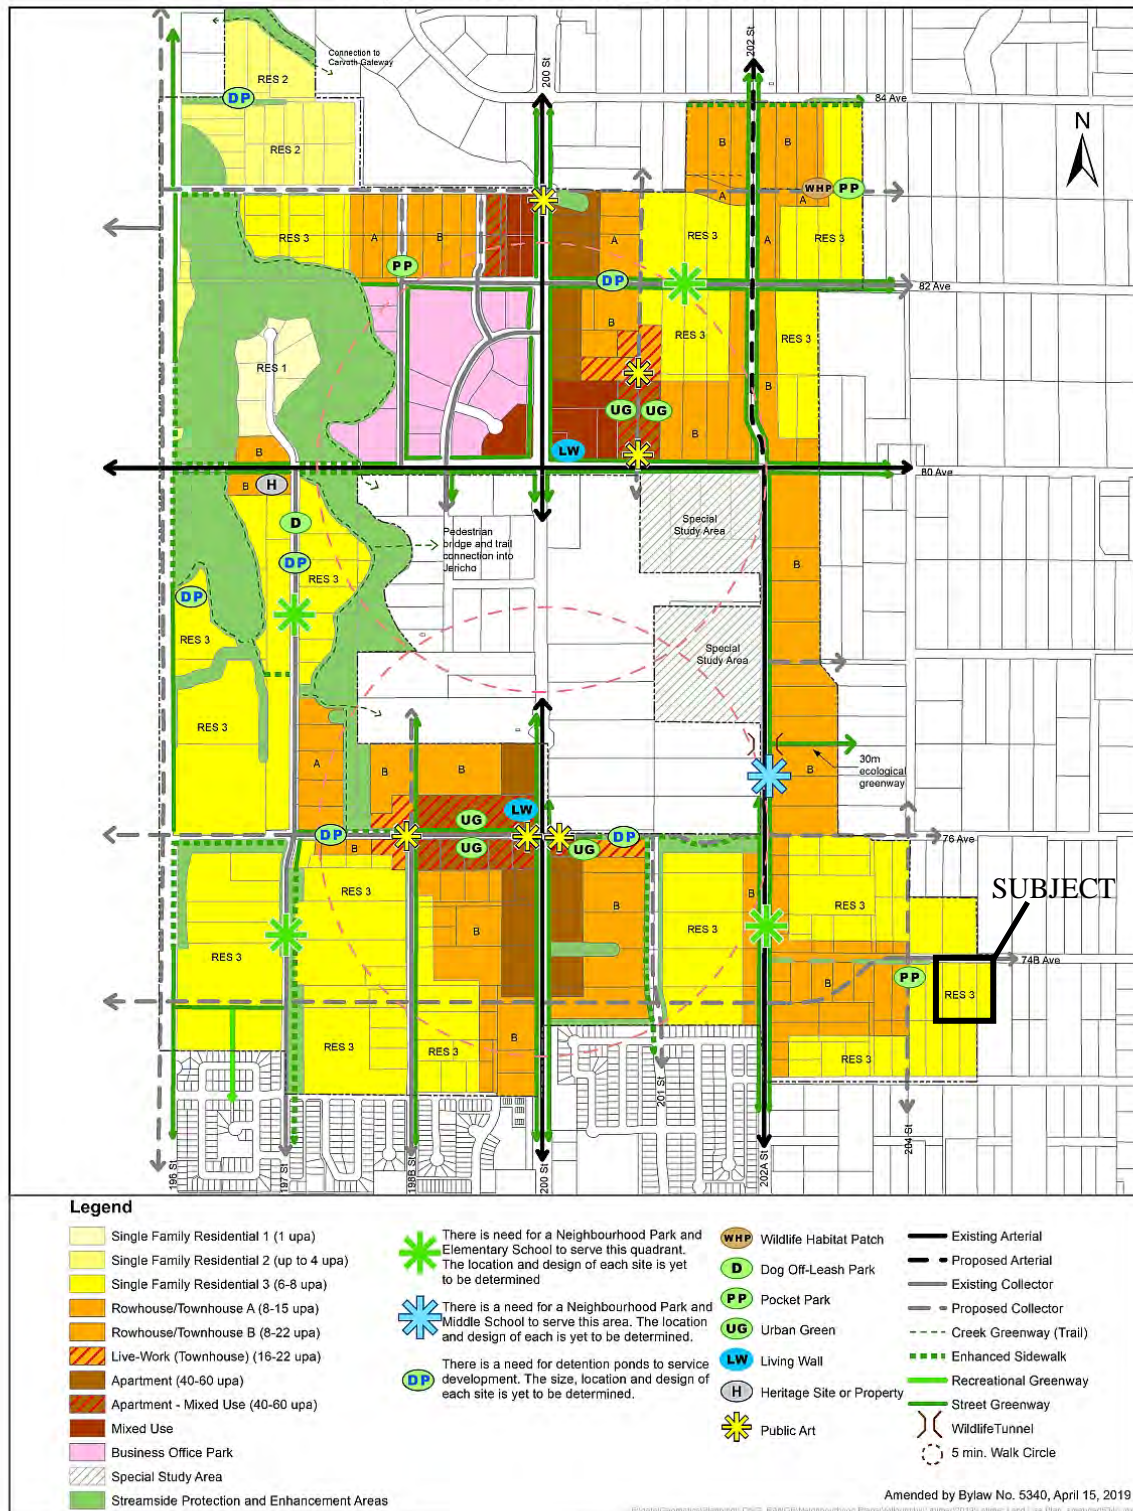 Connection to
Carvoth Gateway
200 St
202 St
RES 2
DP
84 Ave
N
RES 2
B
B
WHP
PP
A
A
RES 3
A
B
A
RES 3
A
RES 3
PP
DP
82 Ave
B
RES 3
RES 3
RES 1
B
UG
UG
B
B
LW
80 Ave
B
H
D
Special
Study Area
Pedestrian
bridge and trail
connection into
Jericho
DP
B
RES 3
DP
RES 3
Special
Study Area
RES 3
A
B
B
B
30m
ecological
greenway
LW
UG
DP
UG
UG
DP
76 Ave
B
RES 3
B
SUBJECT
B
RES 3
B
RES 3
RES 3
74B Ave
PP
B
RES 3
B
RES 3
RES 3
RES 3
196 St
197 St
198B St
200 St
201 St
202A St
204 St
Legend
Single Family Residential 1 (1 upa)
Single Family Residential 2 (up to 4 upa)
Single Family Residential 3 (6-8 upa)
Rowhouse/Townhouse A (8-15 upa)
Rowhouse/Townhouse B (8-22 upa)
Live-Work (Townhouse) (16-22 upa)
Apartment (40-60 upa)
Apartment - Mixed Use (40-60 upa)
Mixed Use
Business Office Park
Special Study Area
Streamside Protection and Enhancement Areas
There is need for a Neighbourhood Park and
Elementary School to serve this quadrant.
The location and design of each site is yet
to be determined
There is a need for a Neighbourhood Park and
Middle School to serve this area. The location
and design of each is yet to be determined.
DP
There is a need for detention ponds to service
development. The size, location and design of
each site is yet to be determined.
WHP Wildlife Habitat Patch
D Dog Off-Leash Park
PP Pocket Park
UG Urban Green
LW Living Wall
H Heritage Site or Property
Public Art
Existing Arterial
Proposed Arterial
Existing Collector
Proposed Collector
Creek Greenway (Trail)
Enhanced Sidewalk
Recreational Greenway
Street Greenway
WildlifeTunnel
5 min. Walk Circle
Amended by Bylaw No. 5340, April 15, 2019